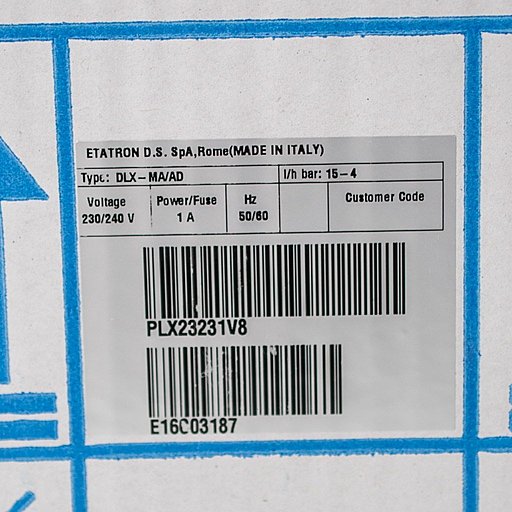 ETATRON D.S. SpA,Rome(MADE IN ITALY)
Type: DLX-MA/AD l/h bar: 15-4
Voltage Power/Fuse Hz Customer Code
230/240 V 1 A 50/60
PLX23231V8
E16C03187